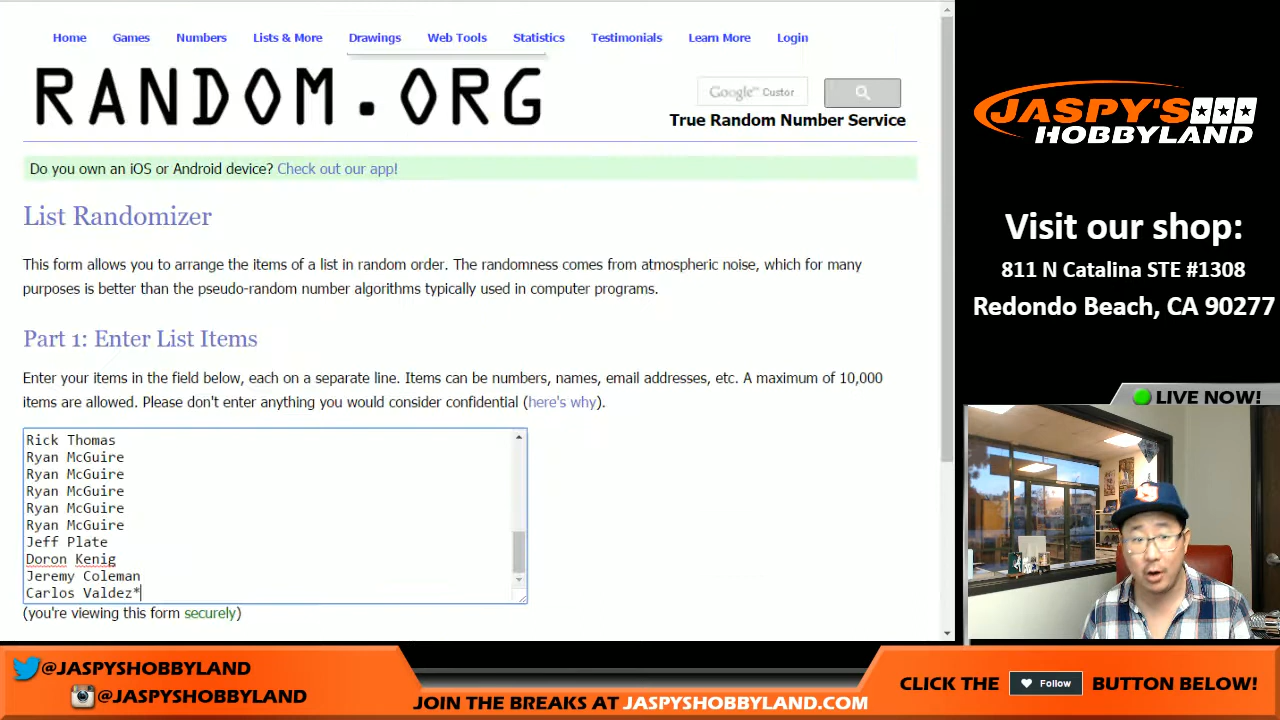 Home Games Numbers Lists & More Drawings Web Tools Statistics Testimonials Learn More Login
RANDOM.ORG
Google™ Custor
True Random Number Service
Do you own an iOS or Android device? Check out our app!
List Randomizer
This form allows you to arrange the items of a list in random order. The randomness comes from atmospheric noise, which for many
purposes is better than the pseudo-random number algorithms typically used in computer programs.
Part 1: Enter List Items
Enter your items in the field below, each on a separate line. Items can be numbers, names, email addresses, etc. A maximum of 10,000
items are allowed. Please don't enter anything you would consider confidential (here's why).
Rick Thomas
Ryan McGuire
Ryan McGuire
Ryan McGuire
Ryan McGuire
Ryan McGuire
Jeff Plate
Doron Kenig
Jeremy Coleman
Carlos Valdez*
(you're viewing this form securely)
JASPY'S
HOBBYLAND
Visit our shop:
811 N Catalina STE #1308
Redondo Beach, CA 90277
LIVE NOW!
@JASPYSHOBBYLAND
@JASPYSHOBBYLAND
JOIN THE BREAKS AT JASPYSHOBBYLAND.COM
CLICK THE Follow BUTTON BELOW!